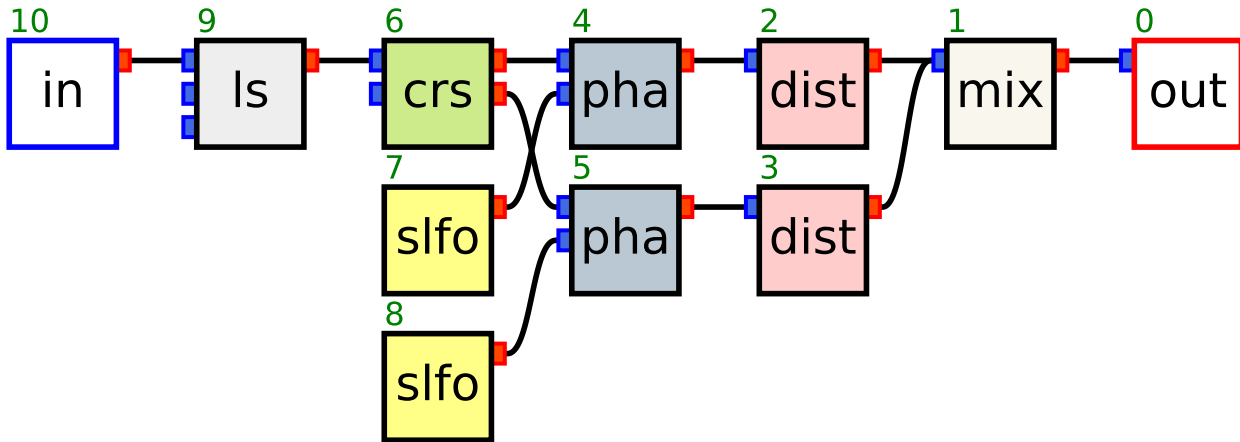 10 9 6 4 2 1 0
in ls crs pha dist mix out
7 5 3
slfo pha dist
8
slfo